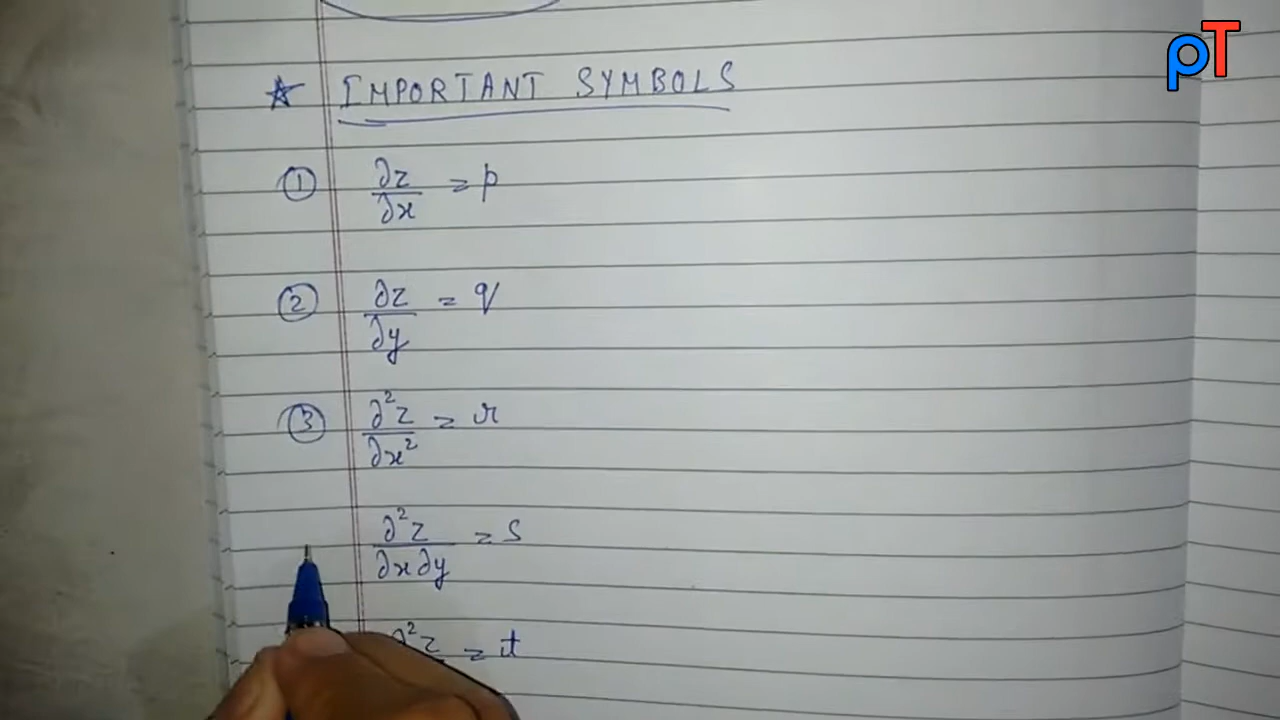 pT
☆ IMPORTANT SYMBOLS
① ∂z/∂x = p
② ∂z/∂y = q
③ ∂²z/∂x² = r
∂²z/∂x∂y = s
∂²z = t